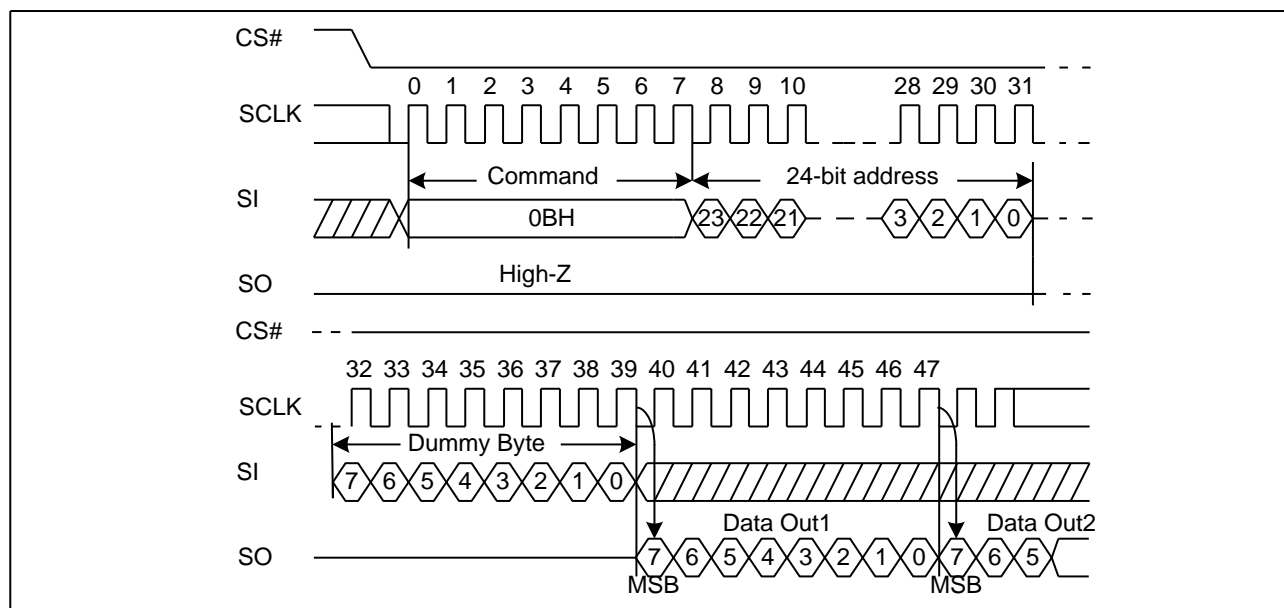 CS#
0 1 2 3 4 5 6 7 8 9 10 28 29 30 31
SCLK
Command 24-bit address
SI
0BH 23 22 21 3 2 1 0
High-Z
SO
CS#
32 33 34 35 36 37 38 39 40 41 42 43 44 45 46 47
SCLK
Dummy Byte
SI
7 6 5 4 3 2 1 0
Data Out1 Data Out2
SO
7 6 5 4 3 2 1 0 7 6 5
MSB MSB